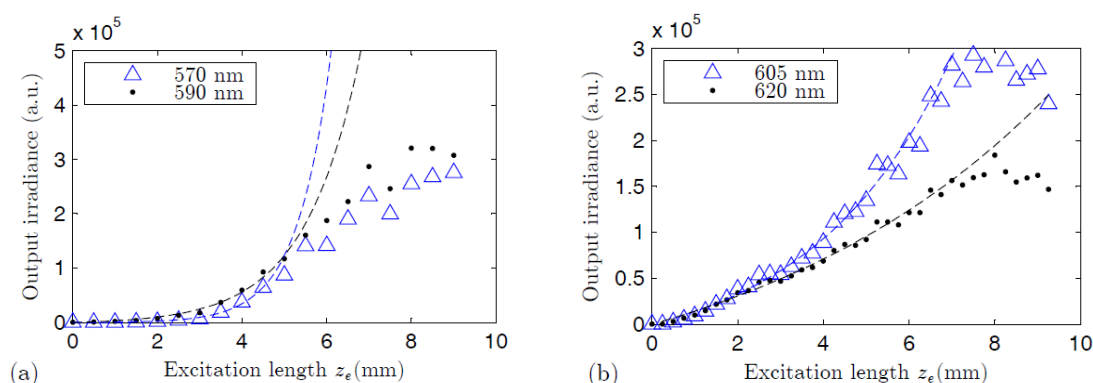 × 10^5
5
4
3
2
1
0
0 2 4 6 8 10
Output irradiance (a.u.)
Excitation length z_e(mm)
570 nm
590 nm
(a)
× 10^5
3
2.5
2
1.5
1
0.5
0
0 2 4 6 8 10
Output irradiance (a.u.)
Excitation length z_e(mm)
605 nm
620 nm
(b)